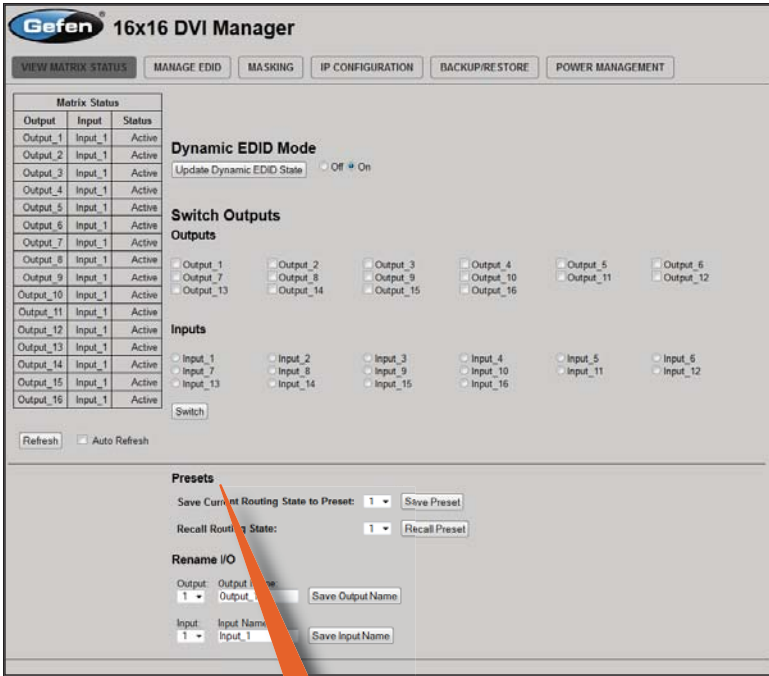 Gefen® 16x16 DVI Manager
VIEW MATRIX STATUS MANAGE EDID MASKING IP CONFIGURATION BACKUP/RESTORE POWER MANAGEMENT
Matrix Status
Output Input Status
Output_1 Input_1 Active
Output_2 Input_1 Active
Output_3 Input_1 Active
Output_4 Input_1 Active
Output_5 Input_1 Active
Output_6 Input_1 Active
Output_7 Input_1 Active
Output_8 Input_1 Active
Output_9 Input_1 Active
Output_10 Input_1 Active
Output_11 Input_1 Active
Output_12 Input_1 Active
Output_13 Input_1 Active
Output_14 Input_1 Active
Output_15 Input_1 Active
Output_16 Input_1 Active
Refresh Auto Refresh
Dynamic EDID Mode
Update Dynamic EDID State Off On
Switch Outputs
Outputs
Output_1 Output_2 Output_3 Output_4 Output_5 Output_6
Output_7 Output_8 Output_9 Output_10 Output_11 Output_12
Output_13 Output_14 Output_15 Output_16
Inputs
Input_1 Input_2 Input_3 Input_4 Input_5 Input_6
Input_7 Input_8 Input_9 Input_10 Input_11 Input_12
Input_13 Input_14 Input_15 Input_16
Switch
Presets
Save Current Routing State to Preset: 1 Save Preset
Recall Routing State: 1 Recall Preset
Rename I/O
Output: Output Name:
1 Output_1 Save Output Name
Input: Input Name
1 Input_1 Save Input Name